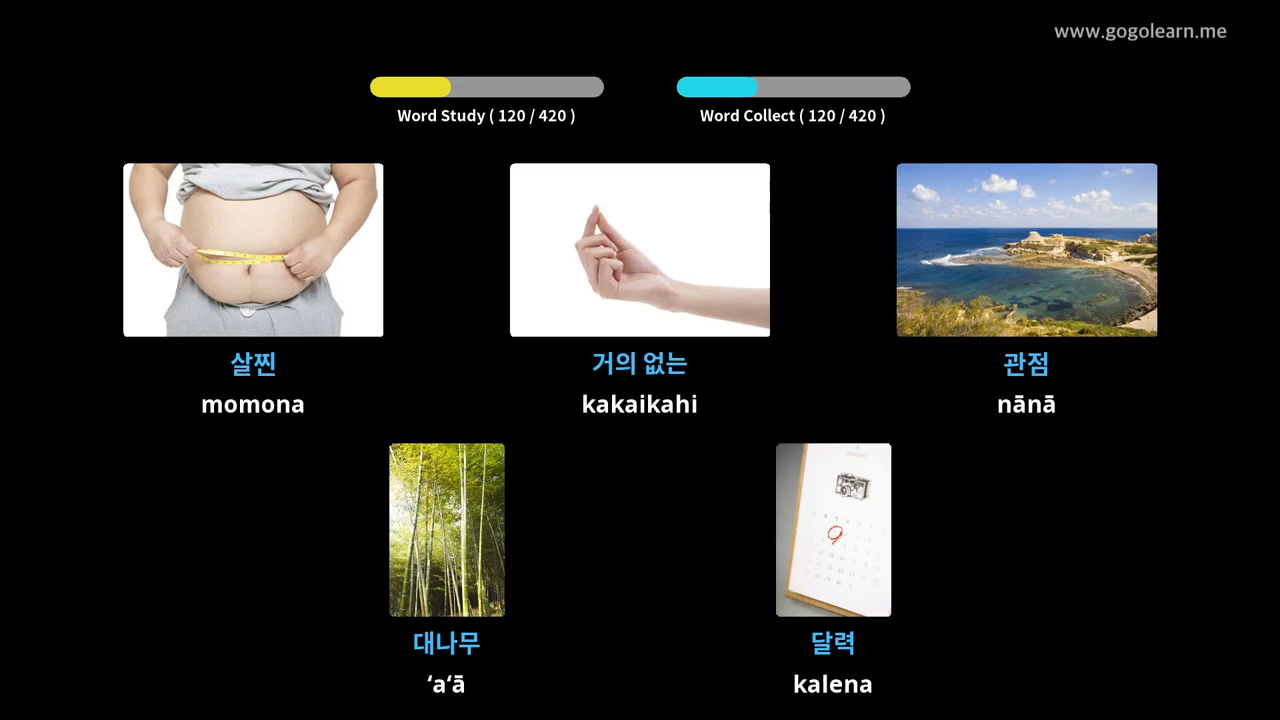 www.gogolearn.me
Word Study ( 120 / 420 )
Word Collect ( 120 / 420 )
살찐
거의 없는
관점
momona
kakaikahi
nānā
대나무
달력
ʻaʻā
kalena